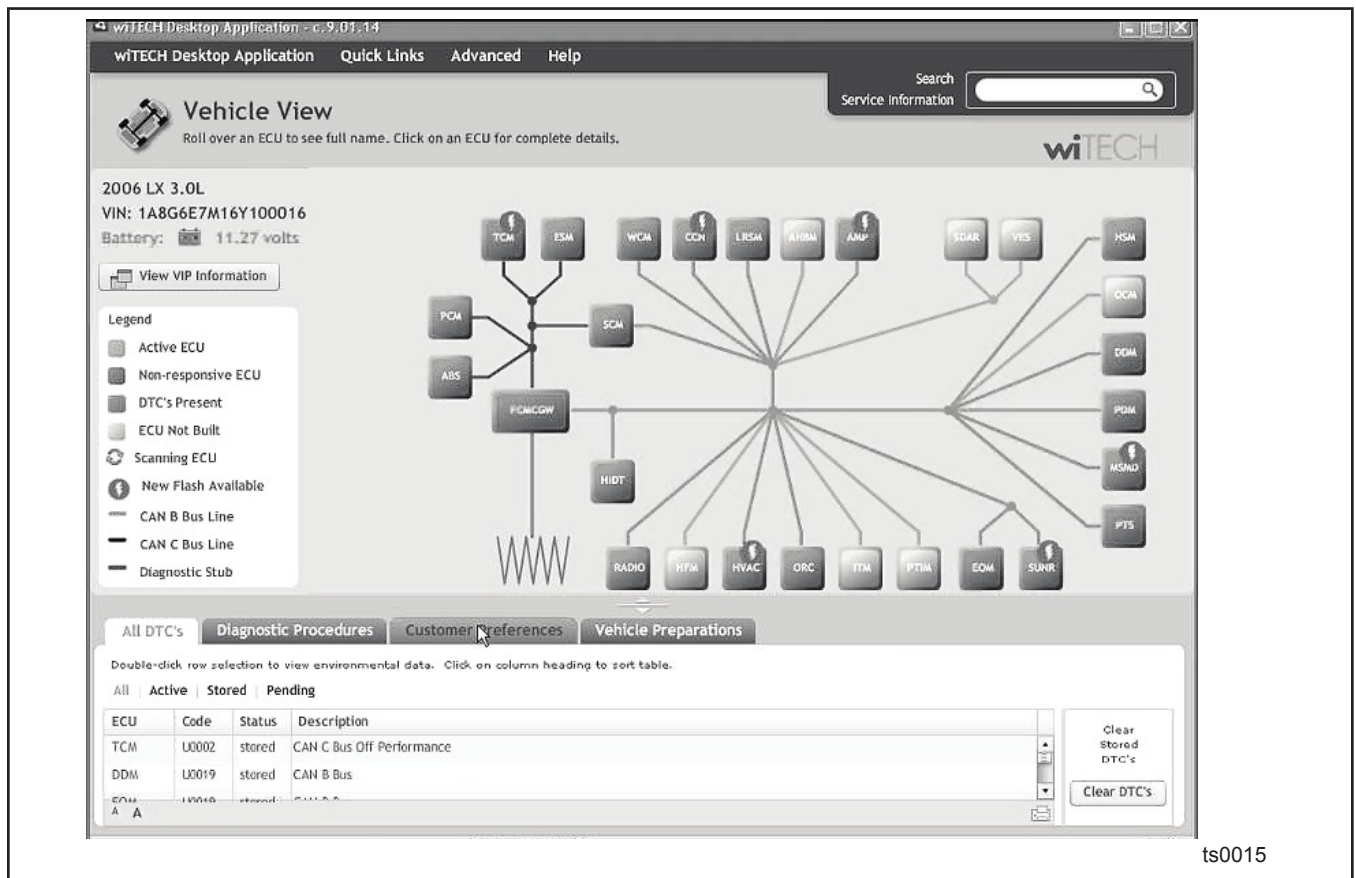 wiTECH Desktop Application - c.9.01.14
wiTECH Desktop Application Quick Links Advanced Help
Search
Service Information
Vehicle View
Roll over an ECU to see full name. Click on an ECU for complete details.
wiTECH
2006 LX 3.0L
VIN: 1A8G6E7M16Y100016
Battery: 11.27 volts
View VIP Information
Legend
Active ECU
Non-responsive ECU
DTC's Present
ECU Not Built
Scanning ECU
New Flash Available
CAN B Bus Line
CAN C Bus Line
Diagnostic Stub
TCM ESM WCM CCN LRSM AHBM AMP SDAR VES HSM
OCM
PCM SCM
DDM
ABS
FCMCGW PDM
MSMD
HIDT
PTS
RADIO HFM HVAC ORC ITM PTIM EOM SUNR
All DTC's Diagnostic Procedures Customer Preferences Vehicle Preparations
Double-click row selection to view environmental data. Click on column heading to sort table.
All Active Stored Pending
ECU Code Status Description
TCM U0002 stored CAN C Bus Off Performance
DDM U0019 stored CAN B Bus
EOM U0019 stored CAN B Bus
A A
Clear
Stored
DTC's
Clear DTC's
ts0015